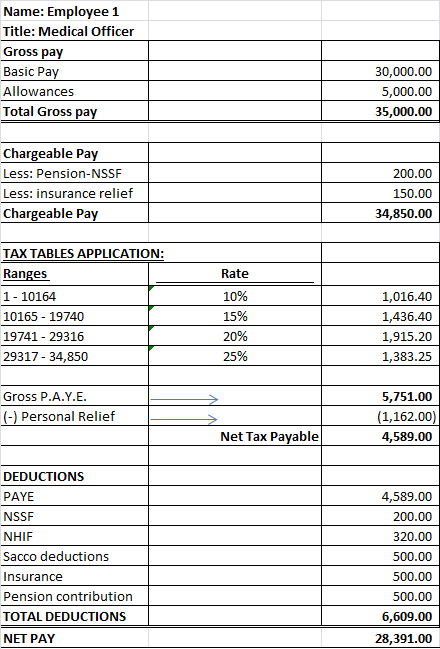 Name: Employee 1
Title: Medical Officer
Gross pay
Basic Pay 30,000.00
Allowances 5,000.00
Total Gross pay 35,000.00
Chargeable Pay
Less: Pension-NSSF 200.00
Less: insurance relief 150.00
Chargeable Pay 34,850.00
TAX TABLES APPLICATION:
Ranges Rate
1 - 10164 10% 1,016.40
10165 - 19740 15% 1,436.40
19741 - 29316 20% 1,915.20
29317 - 34,850 25% 1,383.25
Gross P.A.Y.E. 5,751.00
(-) Personal Relief (1,162.00)
Net Tax Payable 4,589.00
DEDUCTIONS
PAYE 4,589.00
NSSF 200.00
NHIF 320.00
Sacco deductions 500.00
Insurance 500.00
Pension contribution 500.00
TOTAL DEDUCTIONS 6,609.00
NET PAY 28,391.00